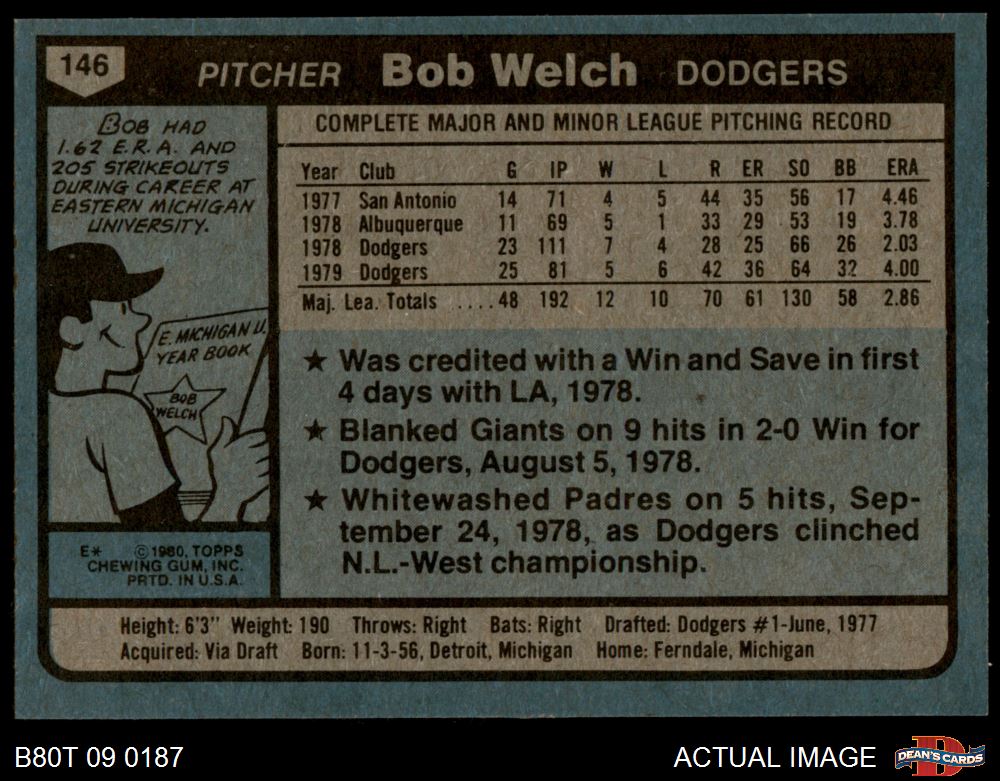 146
PITCHER Bob Welch DODGERS
BOB HAD
1.62 E.R.A. AND
205 STRIKEOUTS
DURING CAREER AT
EASTERN MICHIGAN
UNIVERSITY.
E. MICHIGAN U.
YEAR BOOK
BOB
WELCH
E* ©1980, TOPPS
CHEWING GUM, INC.
PRTD. IN U.S.A.
COMPLETE MAJOR AND MINOR LEAGUE PITCHING RECORD
Year Club G IP W L R ER SO BB ERA
1977 San Antonio 14 71 4 5 44 35 56 17 4.46
1978 Albuquerque 11 69 5 1 33 29 53 19 3.78
1978 Dodgers 23 111 7 4 28 25 66 26 2.03
1979 Dodgers 25 81 5 6 42 36 64 32 4.00
Maj. Lea. Totals ....48 192 12 10 70 61 130 58 2.86
★ Was credited with a Win and Save in first
4 days with LA, 1978.
★ Blanked Giants on 9 hits in 2-0 Win for
Dodgers, August 5, 1978.
★ Whitewashed Padres on 5 hits, Sep-
tember 24, 1978, as Dodgers clinched
N.L.-West championship.
Height: 6'3" Weight: 190 Throws: Right Bats: Right Drafted: Dodgers #1-June, 1977
Acquired: Via Draft Born: 11-3-56, Detroit, Michigan Home: Ferndale, Michigan
B80T 09 0187
ACTUAL IMAGE
D
DEAN'S CARDS